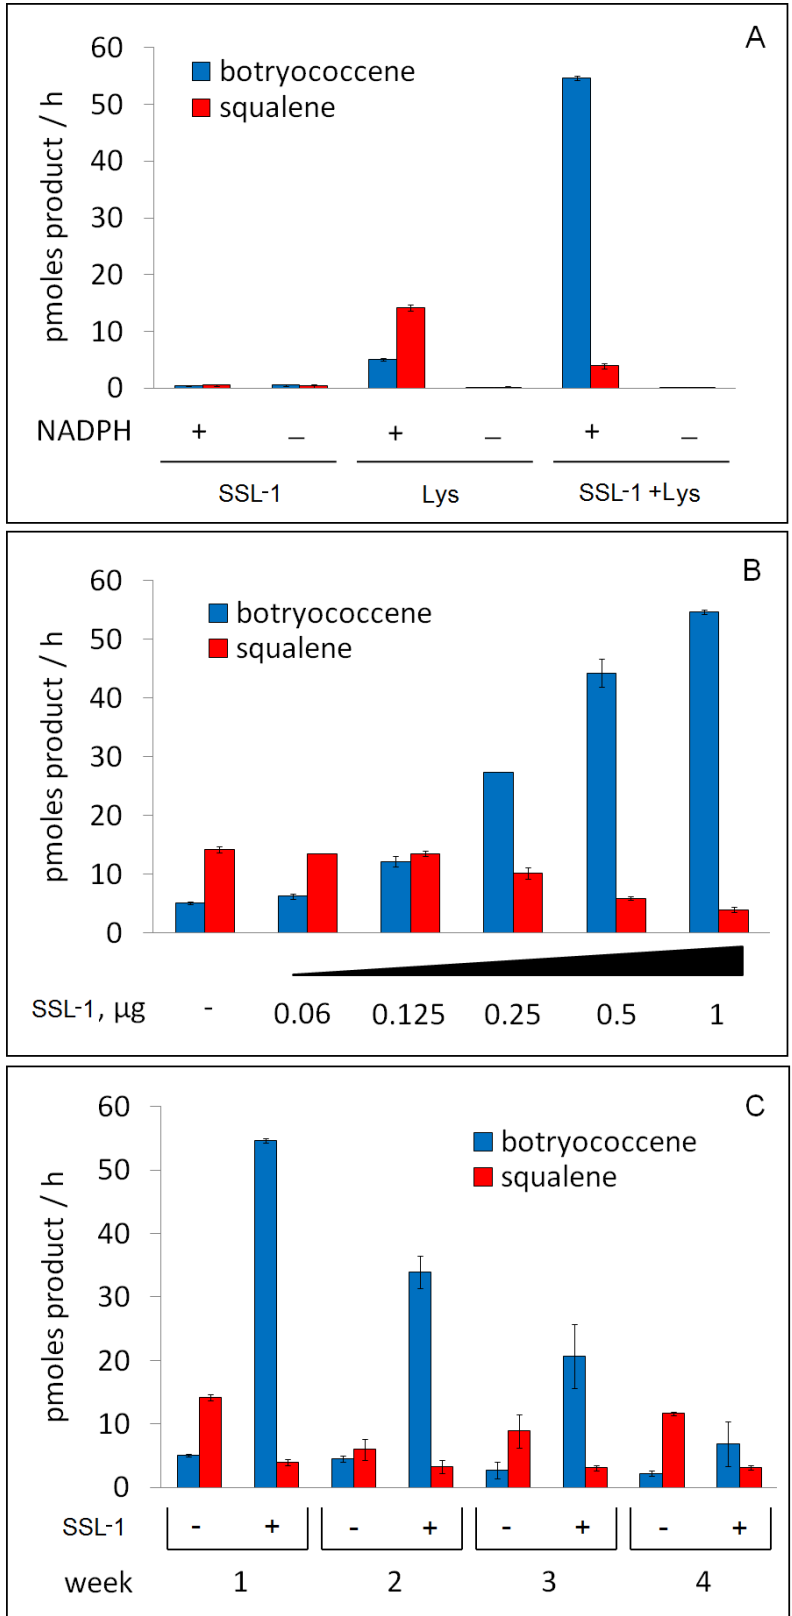 A
60
50
40
30
20
10
0
pmoles product / h
botryococcene
squalene
NADPH + – + – + –
SSL-1 Lys SSL-1 +Lys
B
60
50
40
30
20
10
0
pmoles product / h
botryococcene
squalene
SSL-1, µg - 0.06 0.125 0.25 0.5 1
C
60
50
40
30
20
10
0
pmoles product / h
botryococcene
squalene
SSL-1 - + - + - + - +
week 1 2 3 4